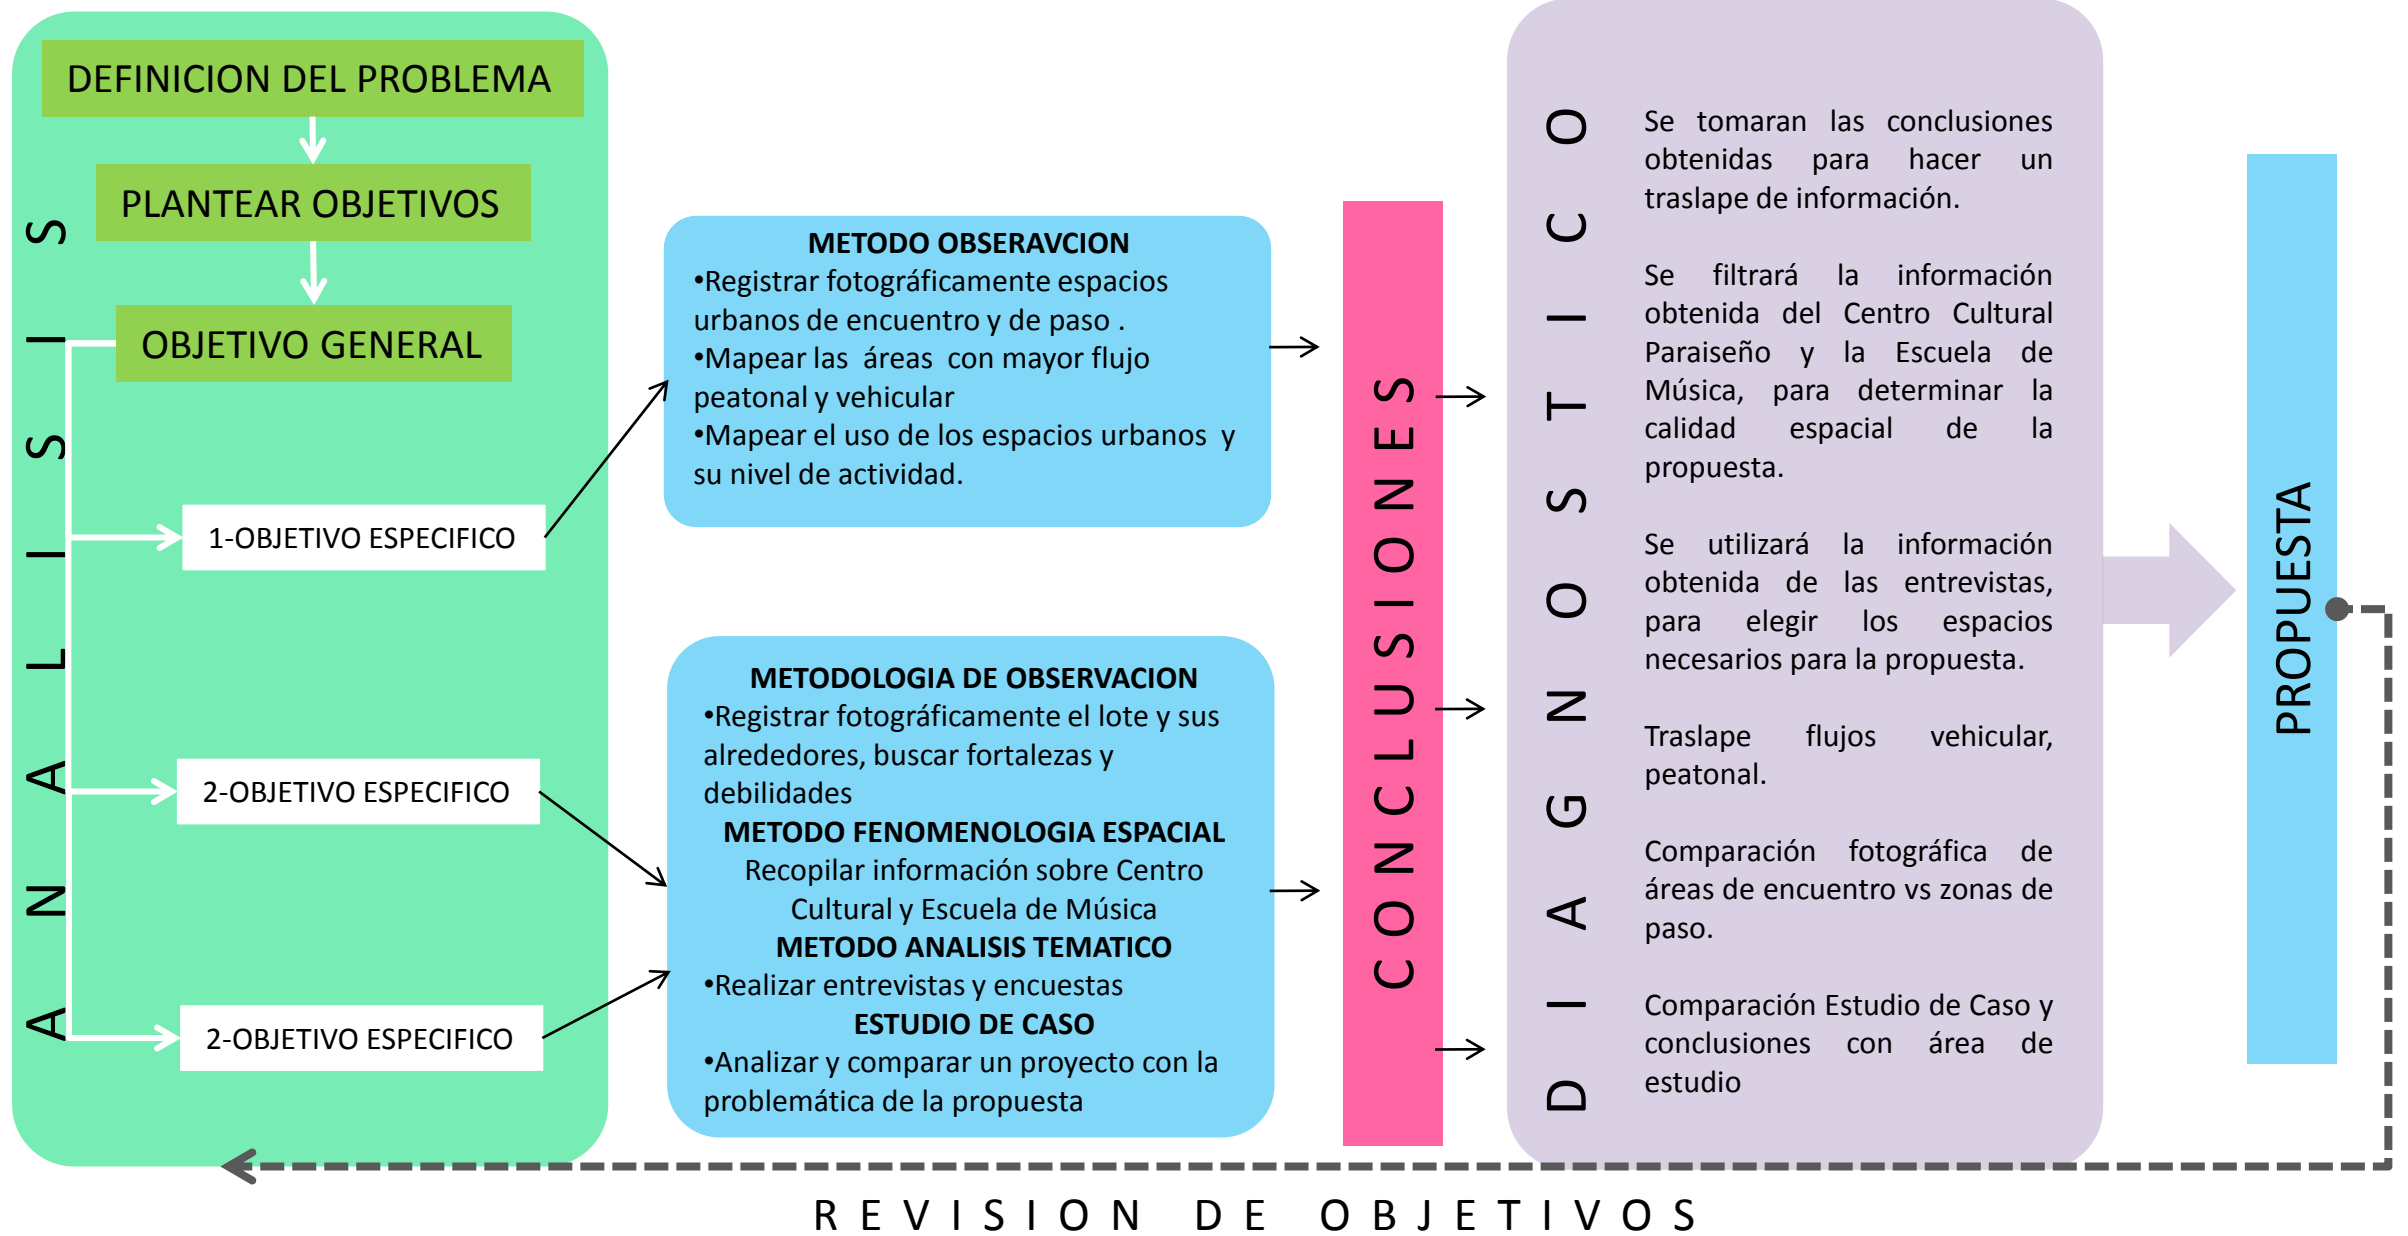 ANALISIS
DEFINICION DEL PROBLEMA
PLANTEAR OBJETIVOS
OBJETIVO GENERAL
1-OBJETIVO ESPECIFICO
2-OBJETIVO ESPECIFICO
2-OBJETIVO ESPECIFICO
METODO OBSERAVCION
•Registrar fotográficamente espacios
urbanos de encuentro y de paso .
•Mapear las áreas con mayor flujo
peatonal y vehicular
•Mapear el uso de los espacios urbanos y
su nivel de actividad.
METODOLOGIA DE OBSERVACION
•Registrar fotográficamente el lote y sus
alrededores, buscar fortalezas y
debilidades
METODO FENOMENOLOGIA ESPACIAL
Recopilar información sobre Centro
Cultural y Escuela de Música
METODO ANALISIS TEMATICO
•Realizar entrevistas y encuestas
ESTUDIO DE CASO
•Analizar y comparar un proyecto con la
problemática de la propuesta
CONCLUSIONES
DIAGNOSTICO
Se tomaran las conclusiones
obtenidas para hacer un
traslape de información.
Se filtrará la información
obtenida del Centro Cultural
Paraiseño y la Escuela de
Música, para determinar la
calidad espacial de la
propuesta.
Se utilizará la información
obtenida de las entrevistas,
para elegir los espacios
necesarios para la propuesta.
Traslape flujos vehicular,
peatonal.
Comparación fotográfica de
áreas de encuentro vs zonas de
paso.
Comparación Estudio de Caso y
conclusiones con área de
estudio
PROPUESTA
REVISION DE OBJETIVOS